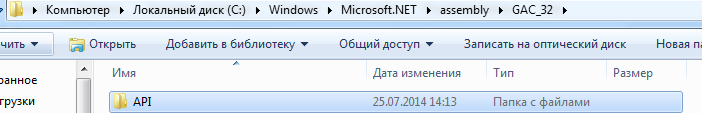 Компьютер ▸ Локальный диск (C:) ▸ Windows ▸ Microsoft.NET ▸ assembly ▸ GAC_32 ▸
чить ▾ Открыть Добавить в библиотеку ▾ Общий доступ ▾ Записать на оптический диск Новая па
ранное Имя Дата изменения Тип Размер
грузки API 25.07.2014 14:13 Папка с файлами